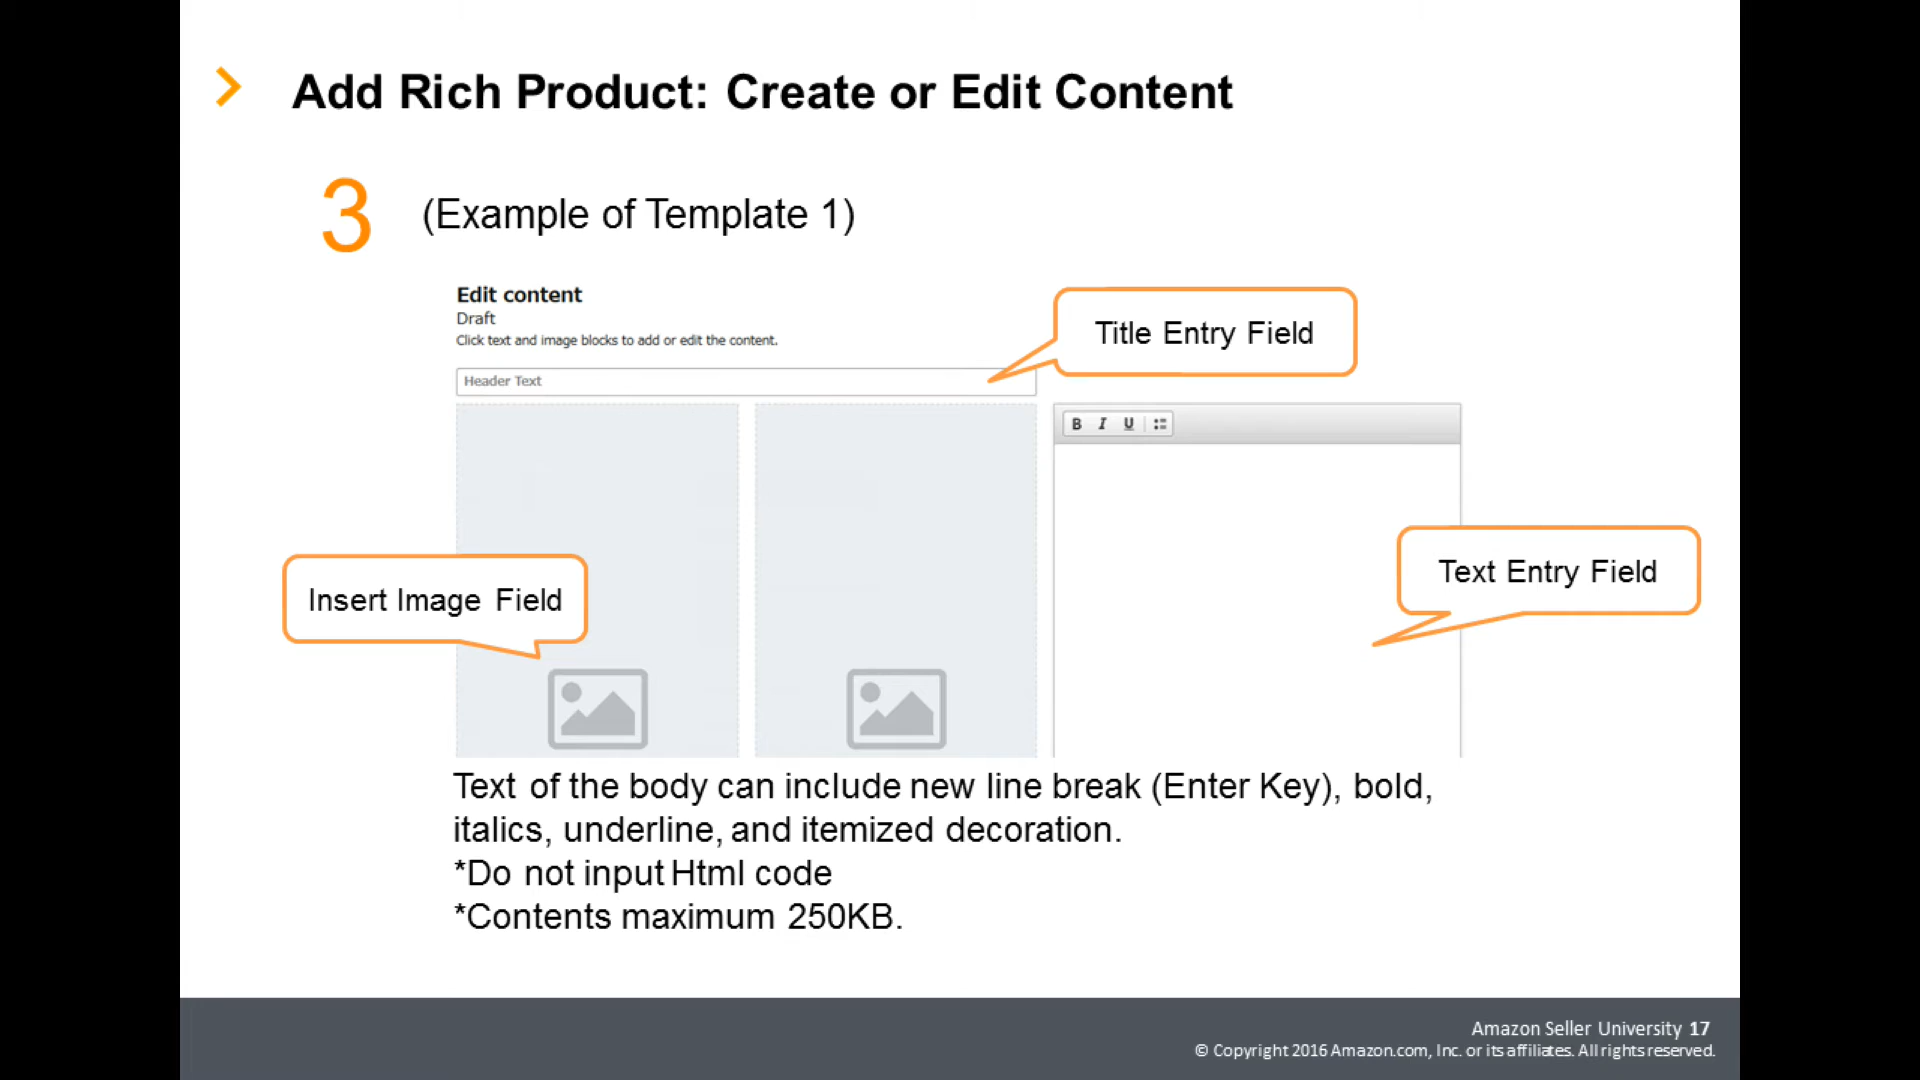 Add Rich Product: Create or Edit Content
3
(Example of Template 1)
Edit content
Draft
Click text and image blocks to add or edit the content.
Title Entry Field
Header Text
B I U
Text Entry Field
Insert Image Field
Text of the body can include new line break (Enter Key), bold,
italics, underline, and itemized decoration.
*Do not input Html code
*Contents maximum 250KB.
Amazon Seller University 17
© Copyright 2016 Amazon.com, Inc. or its affiliates. All rights reserved.